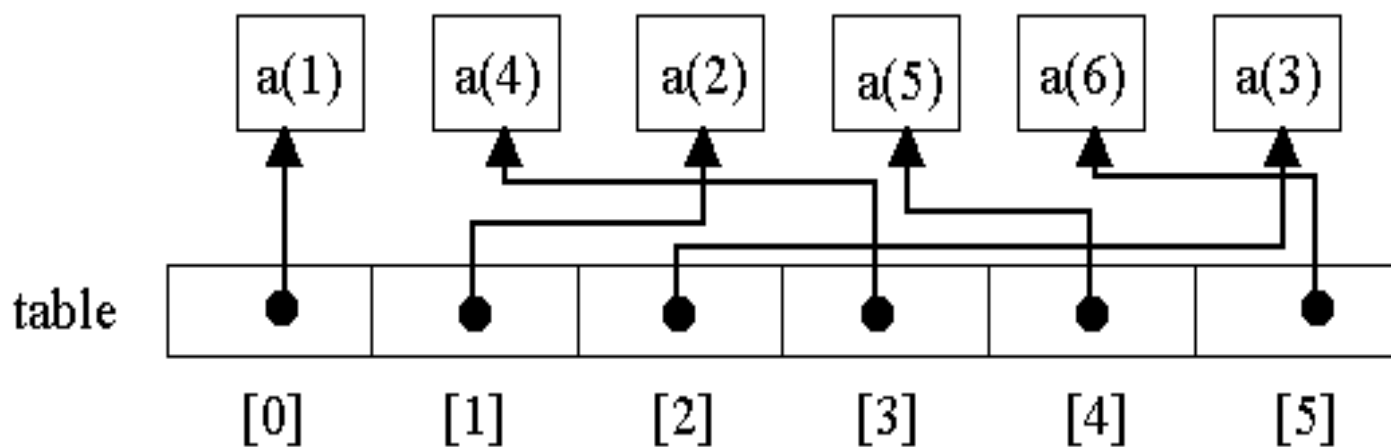 a(1) a(4) a(2) a(5) a(6) a(3)
table
[0] [1] [2] [3] [4] [5]